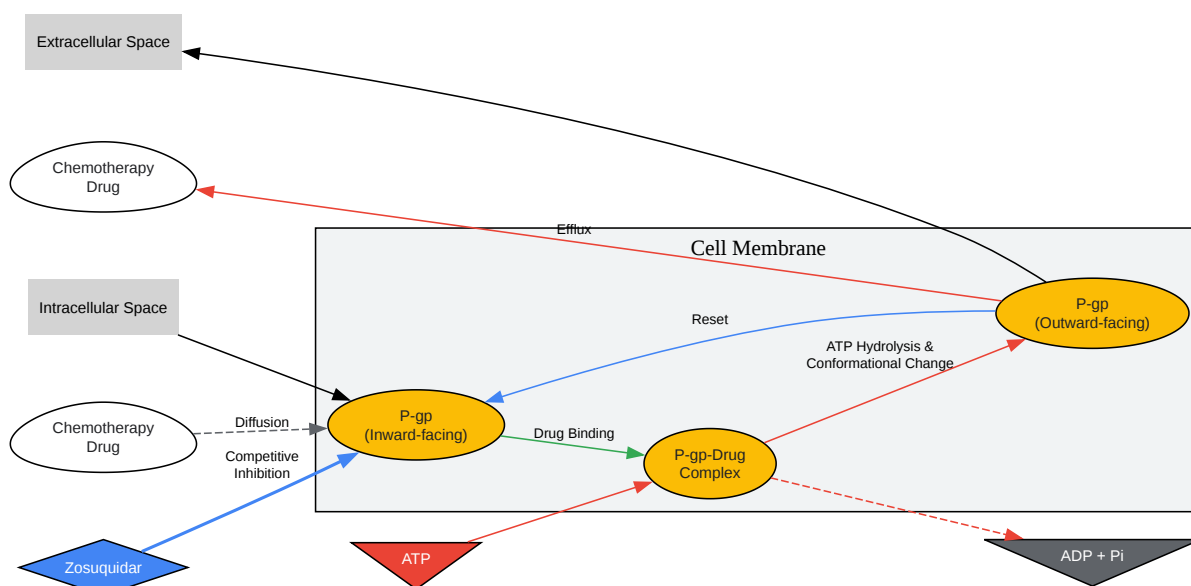 Extracellular Space
Chemotherapy
Drug
Efflux
Cell Membrane
Intracellular Space
P-gp
(Outward-facing)
Reset
ATP Hydrolysis &
Conformational Change
Chemotherapy
Drug
Diffusion
P-gp
(Inward-facing)
Drug Binding
Competitive
Inhibition
P-gp-Drug
Complex
Zosuquidar
ATP
ADP + Pi